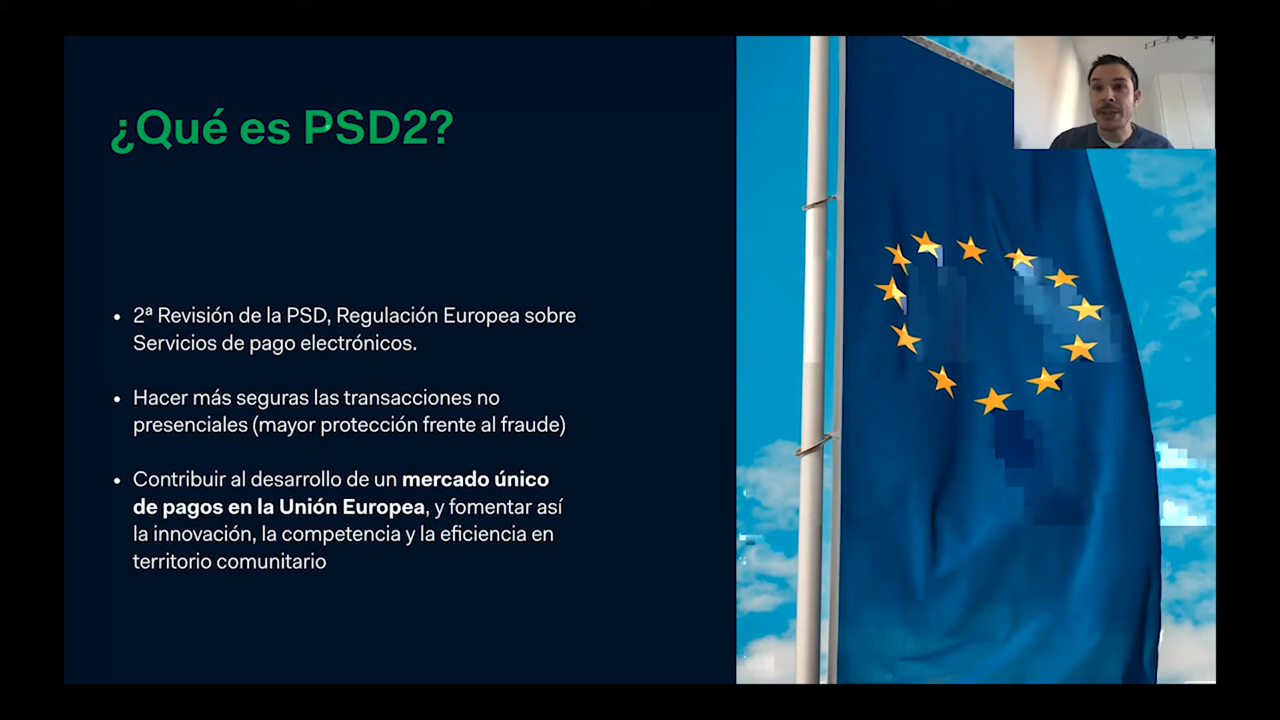 ¿Qué es PSD2?
• 2ª Revisión de la PSD, Regulación Europea sobre
Servicios de pago electrónicos.
• Hacer más seguras las transacciones no
presenciales (mayor protección frente al fraude)
• Contribuir al desarrollo de un mercado único
de pagos en la Unión Europea, y fomentar así
la innovación, la competencia y la eficiencia en
territorio comunitario